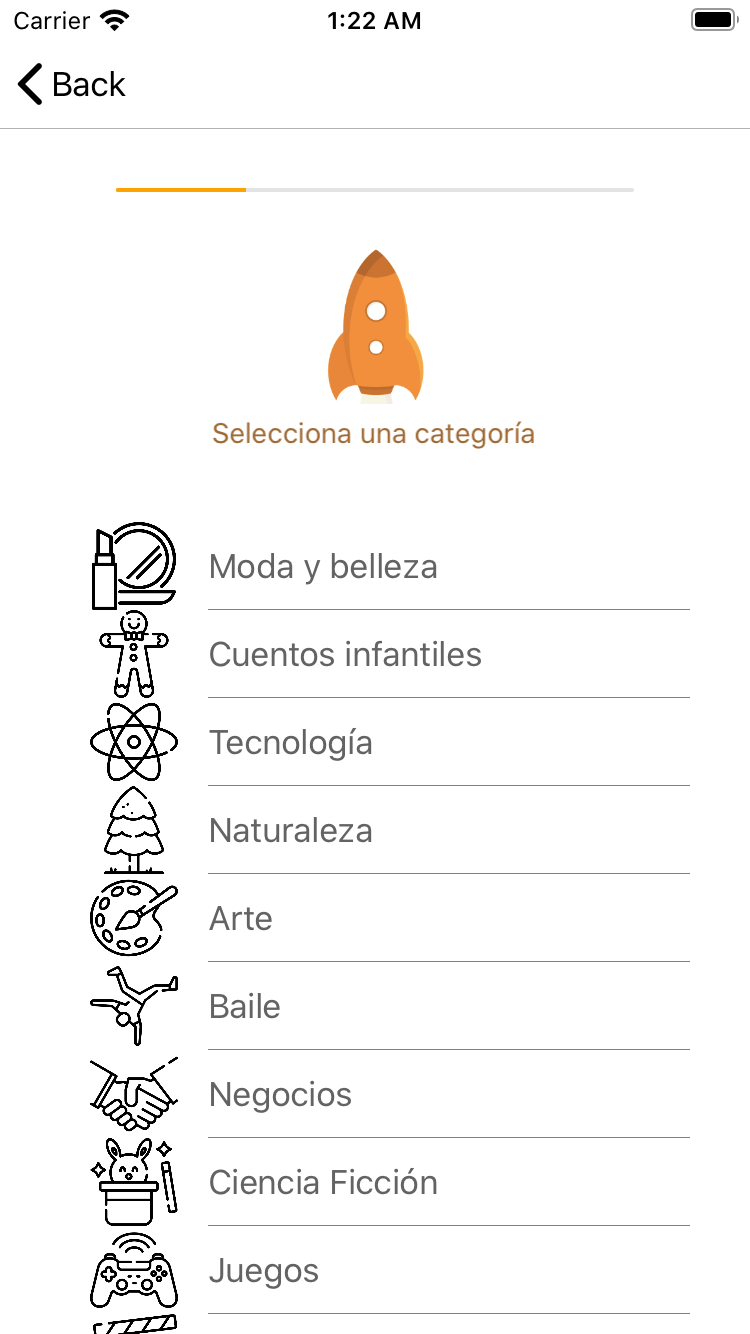 Carrier 1:22 AM
Back
Selecciona una categoría
Moda y belleza
Cuentos infantiles
Tecnología
Naturaleza
Arte
Baile
Negocios
Ciencia Ficción
Juegos